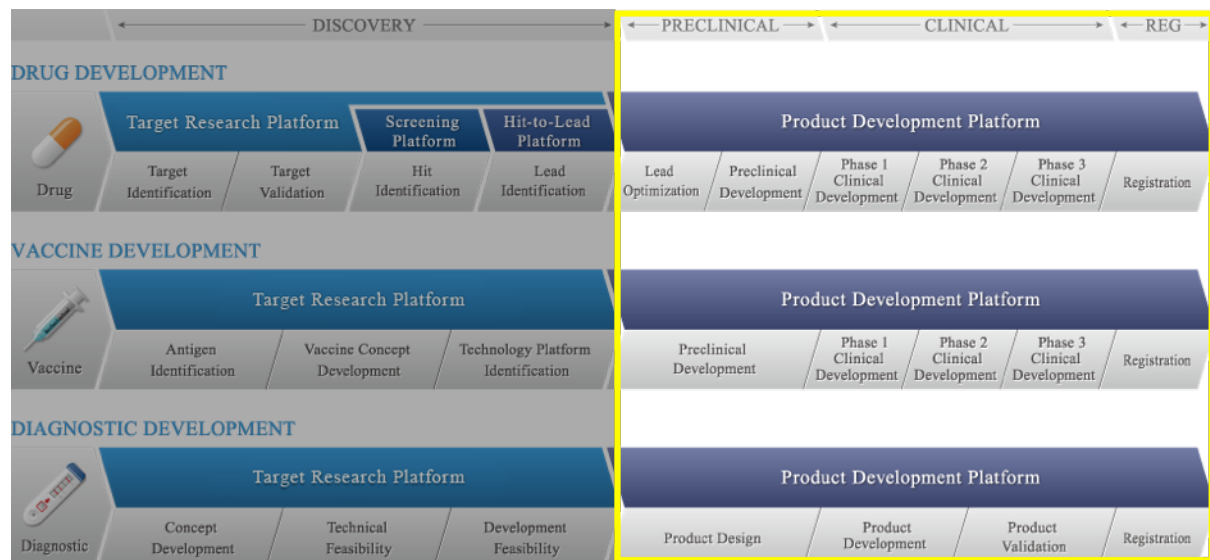 DISCOVERY PRECLINICAL CLINICAL REG
DRUG DEVELOPMENT
Target Research Platform
Screening
Platform
Hit-to-Lead
Platform
Product Development Platform
Drug
Target
Identification
Target
Validation
Hit
Identification
Lead
Identification
Lead
Optimization
Preclinical
Development
Phase 1
Clinical
Development
Phase 2
Clinical
Development
Phase 3
Clinical
Development
Registration
VACCINE DEVELOPMENT
Target Research Platform
Product Development Platform
Vaccine
Antigen
Identification
Vaccine Concept
Development
Technology Platform
Identification
Preclinical
Development
Phase 1
Clinical
Development
Phase 2
Clinical
Development
Phase 3
Clinical
Development
Registration
DIAGNOSTIC DEVELOPMENT
Target Research Platform
Product Development Platform
Diagnostic
Concept
Development
Technical
Feasibility
Development
Feasibility
Product Design
Product
Development
Product
Validation
Registration